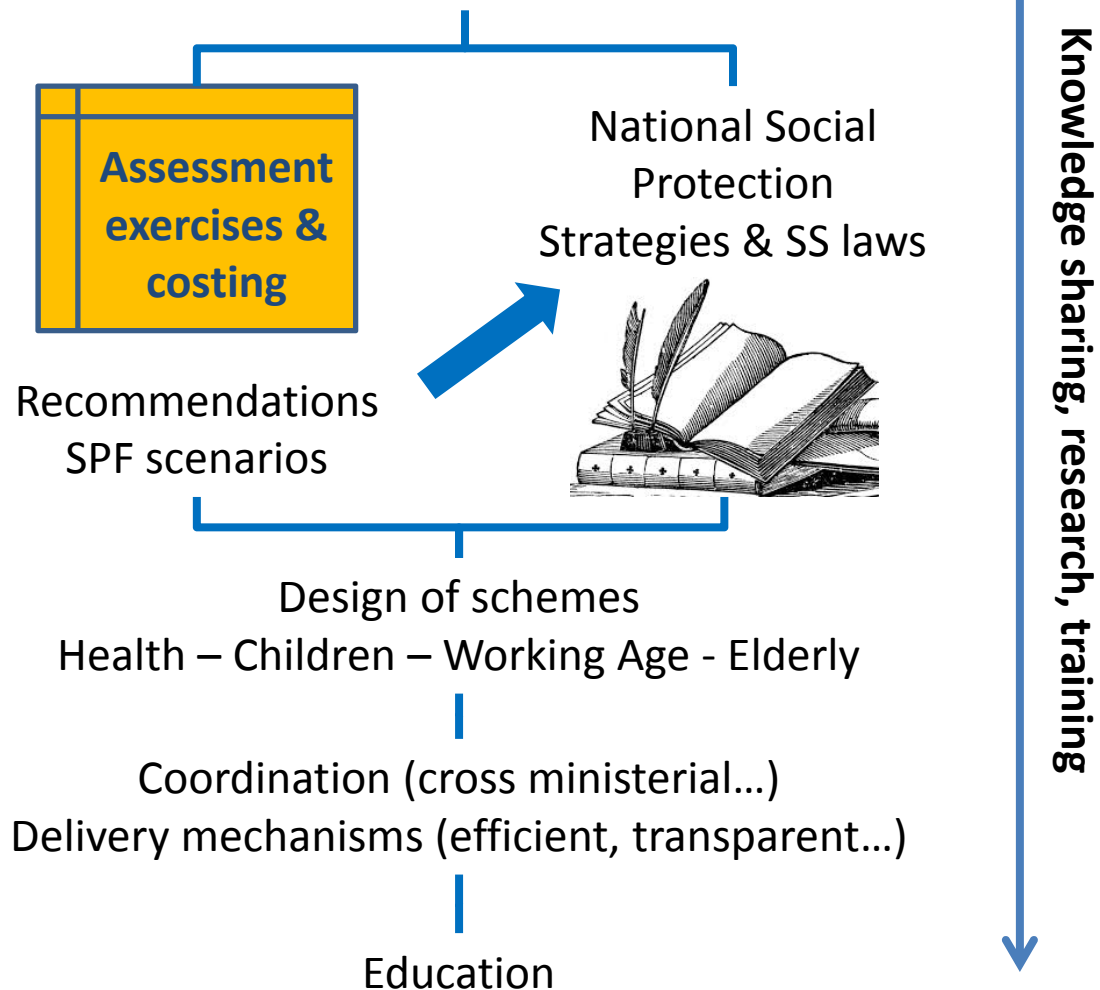 Assessment
exercises &
costing
National Social
Protection
Strategies & SS laws
Recommendations
SPF scenarios
Design of schemes
Health – Children – Working Age - Elderly
Coordination (cross ministerial…)
Delivery mechanisms (efficient, transparent…)
Education
Knowledge sharing, research, training